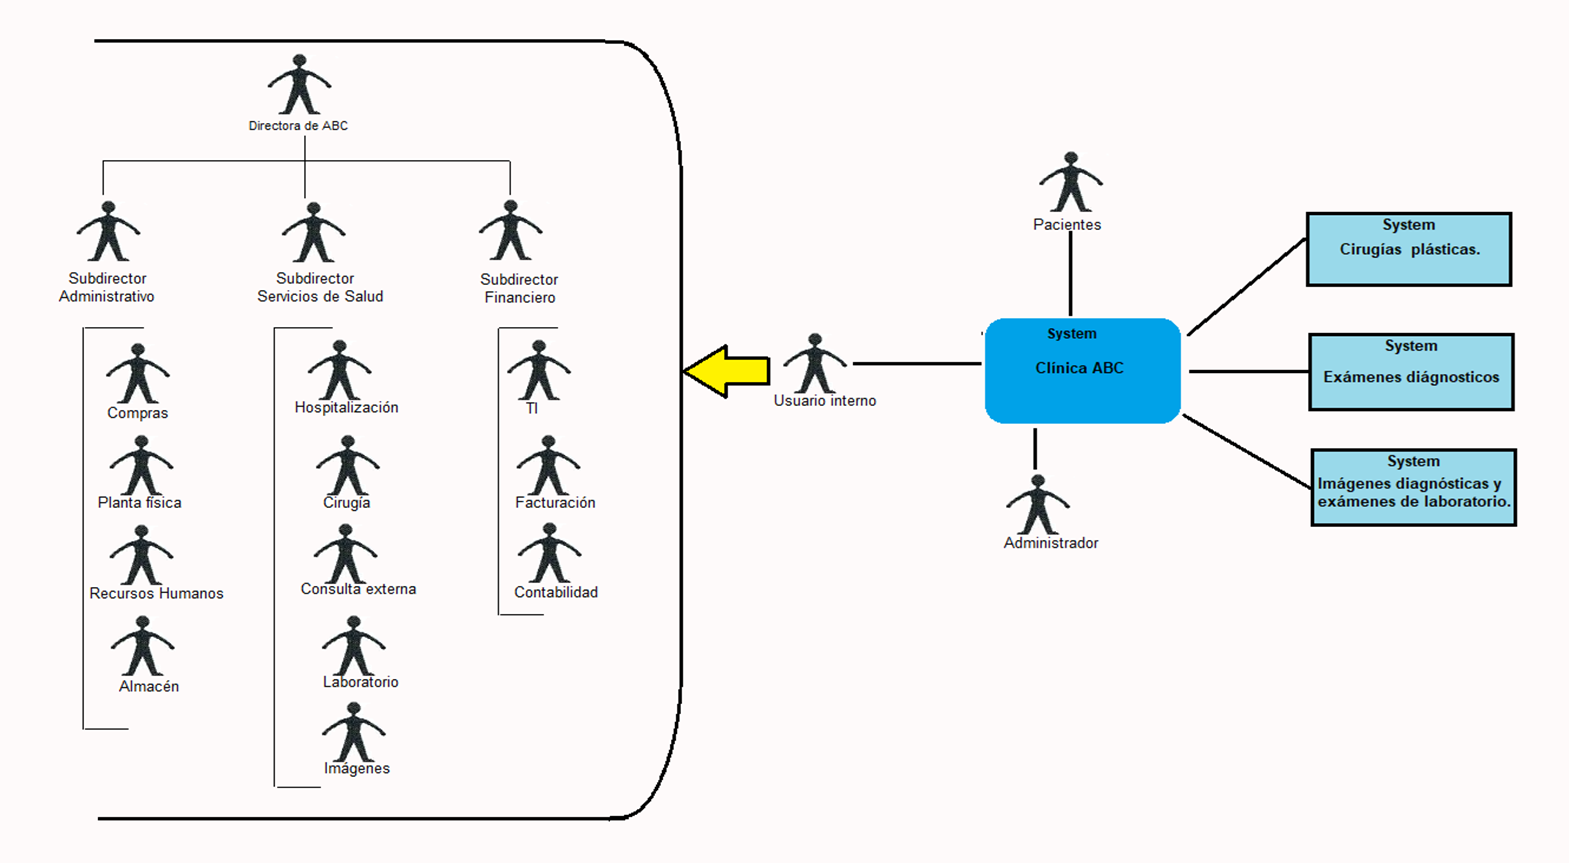 Directora de ABC
Subdirector
Administrativo
Subdirector
Servicios de Salud
Subdirector
Financiero
Compras
Planta física
Recursos Humanos
Almacén
Hospitalización
Cirugía
Consulta externa
Laboratorio
Imágenes
TI
Facturación
Contabilidad
Usuario interno
Pacientes
System
Clínica ABC
Administrador
System
Cirugías plásticas.
System
Exámenes diágnosticos
System
Imágenes diagnósticas y
exámenes de laboratorio.